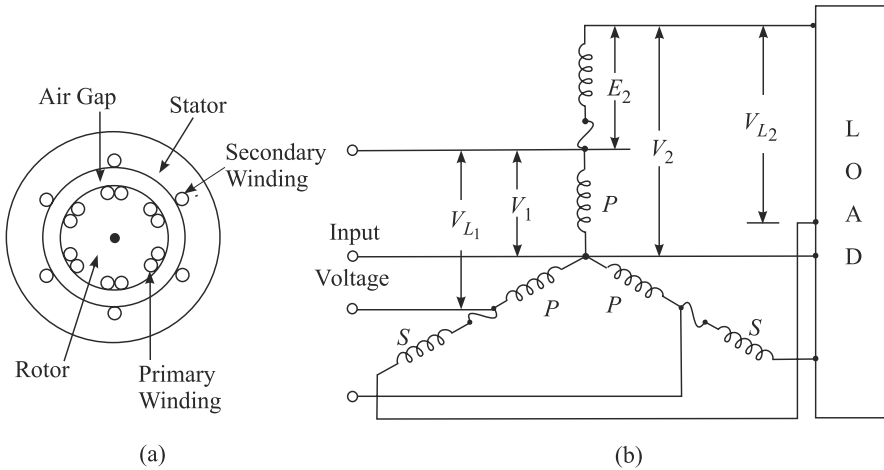 Air Gap
Stator
Secondary
Winding
Rotor
Primary
Winding
(a)
E2
V2
VL2
VL1
V1
P
Input
Voltage
S
P
P
S
L
O
A
D
(b)